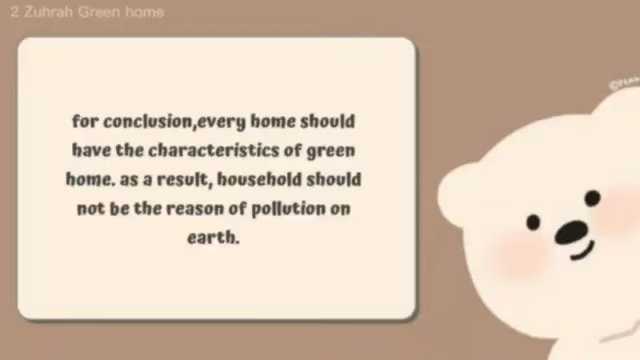 2 Zuhrah Green home
for conclusion,every home should
have the characteristics of green
home. as a result, household should
not be the reason of pollution on
earth.